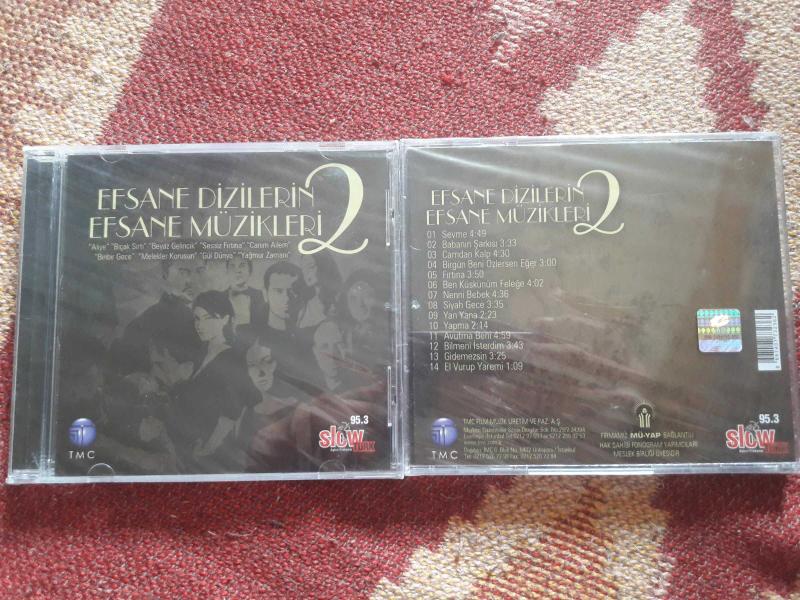 EFSANE DİZİLERİN
EFSANE MÜZİKLERİ 2
"Aliye" "Bıçak Sırtı" "Beyaz Gelincik" "Sessiz Fırtına" "Canım Ailem"
"Binbir Gece" "Melekler Korusun" "Gül Dünya" "Yağmur Zamanı"
TMC
95.3
slow
TÜRK
EFSANE DİZİLERİN
EFSANE MÜZİKLERİ 2
01 Sevme 4:49
02 Babanın Şarkısı 3:33
03 Camdan Kalp 4:30
04 Birgün Beni Özlersen Eğer 3:00
05 Fırtına 3:50
06 Ben Küskünüm Feleğe 4:02
07 Nenni Bebek 4:36
08 Siyah Gece 3:35
09 Yan Yana 2:23
10 Yapma 2:14
11 Avutma Beni 4:59
12 Bilmeni İsterdim 3:43
13 Gidemezsin 3:25
14 El Vurup Yaremi 1:09
TMC
TMC FİLM MÜZİK ÜRETİM VE PAZ. A.Ş.
FİRMAMIZ MÜ-YAP BAĞLANTILI
HAK SAHİBİ FONOGRAM YAPIMCILARI
MESLEK BİRLİĞİ ÜYESİDİR
95.3
slow
TÜRK